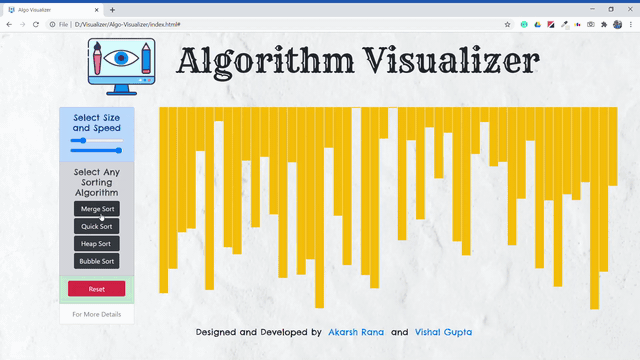 Algo Visualizer
File
D:/Visualizer/Algo-Visualizer/index.html#
Algorithm Visualizer
Select Size
and Speed
Select Any
Sorting
Algorithm
Merge Sort
Quick Sort
Heap Sort
Bubble Sort
Reset
For More Details
Designed and Developed by Akarsh Rana and Vishal Gupta